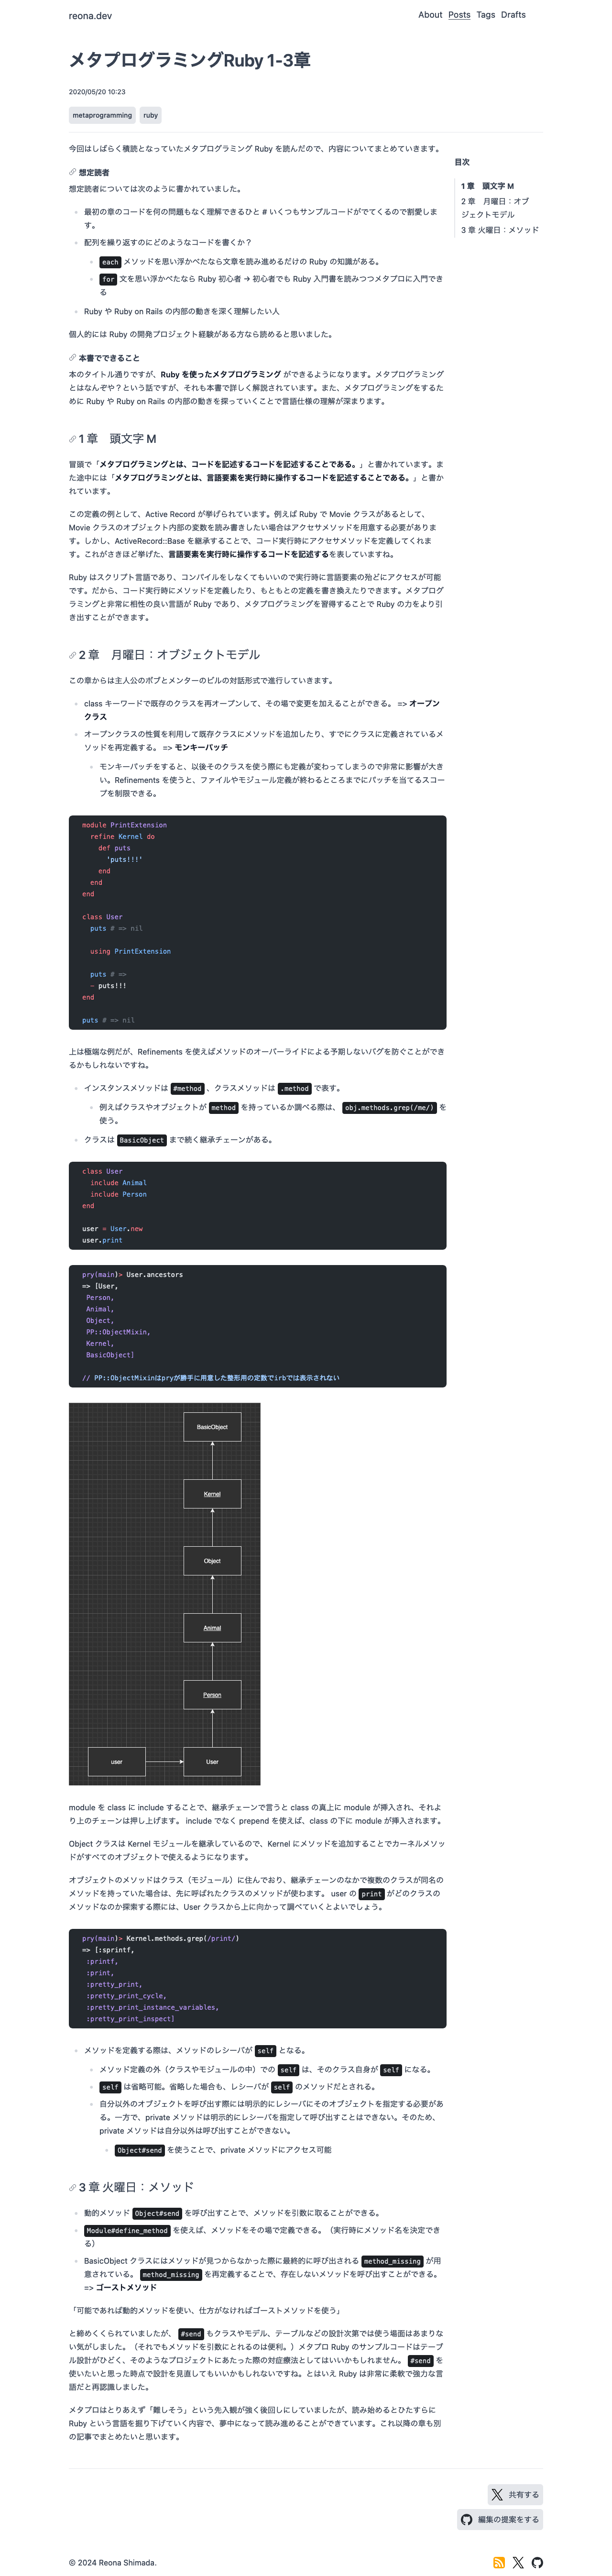 reona.dev
About Posts Tags Drafts
メタプログラミングRuby 1-3章
2020/05/20 10:23
metaprogramming ruby
今回はしばらく積読となっていたメタプログラミング Ruby を読んだので、内容についてまとめていきます。
目次
1 章　頭文字 M
2 章　月曜日：オブ
ジェクトモデル
3 章 火曜日：メソッド
想定読者
想定読者については次のように書かれていました。
最初の章のコードを何の問題もなく理解できるひと # いくつもサンプルコードがでてくるので割愛しま
す。
配列を繰り返すのにどのようなコードを書くか？
each メソッドを思い浮かべたなら文章を読み進めるだけの Ruby の知識がある。
for 文を思い浮かべたなら Ruby 初心者 → 初心者でも Ruby 入門書を読みつつメタプロに入門でき
る
Ruby や Ruby on Rails の内部の動きを深く理解したい人
個人的には Ruby の開発プロジェクト経験がある方なら読めると思いました。
本書でできること
本のタイトル通りですが、Ruby を使ったメタプログラミング ができるようになります。メタプログラミング
とはなんぞや？という話ですが、それも本書で詳しく解説されています。また、メタプログラミングをするた
めに Ruby や Ruby on Rails の内部の動きを探っていくことで言語仕様の理解が深まります。
1 章　頭文字 M
冒頭で「メタプログラミングとは、コードを記述するコードを記述することである。」と書かれています。ま
た途中には「メタプログラミングとは、言語要素を実行時に操作するコードを記述することである。」と書か
れています。
この定義の例として、Active Record が挙げられています。例えば Ruby で Movie クラスがあるとして、
Movie クラスのオブジェクト内部の変数を読み書きしたい場合はアクセサメソッドを用意する必要がありま
す。しかし、ActiveRecord::Base を継承することで、コード実行時にアクセサメソッドを定義してくれま
す。これがさきほど挙げた、言語要素を実行時に操作するコードを記述するを表していますね。
Ruby はスクリプト言語であり、コンパイルをしなくてもいいので実行時に言語要素の殆どにアクセスが可能
です。だから、コード実行時にメソッドを定義したり、もともとの定義を書き換えたりできます。メタプログ
ラミングと非常に相性の良い言語が Ruby であり、メタプログラミングを習得することで Ruby の力をより引
き出すことができます。
2 章　月曜日：オブジェクトモデル
この章からは主人公のボブとメンターのビルの対話形式で進行していきます。
class キーワードで既存のクラスを再オープンして、その場で変更を加えることができる。 => オープン
クラス
オープンクラスの性質を利用して既存クラスにメソッドを追加したり、すでにクラスに定義されているメ
ソッドを再定義する。 => モンキーパッチ
モンキーパッチをすると、以後そのクラスを使う際にも定義が変わってしまうので非常に影響が大き
い。Refinements を使うと、ファイルやモジュール定義が終わるところまでにパッチを当てるスコー
プを制限できる。
module PrintExtension
refine Kernel do
def puts
'puts!!!'
end
end
end
class User
puts # => nil
using PrintExtension
puts # =>
~ puts!!!
end
puts # => nil
上は極端な例だが、Refinements を使えばメソッドのオーバーライドによる予期しないバグを防ぐことができ
るかもしれないですね。
インスタンスメソッドは #method 、クラスメソッドは .method で表す。
例えばクラスやオブジェクトが method を持っているか調べる際は、 obj.methods.grep(/me/) を
使う。
クラスは BasicObject まで続く継承チェーンがある。
class User
include Animal
include Person
end
user = User.new
user.print
pry(main)> User.ancestors
=> [User,
Person,
Animal,
Object,
PP::ObjectMixin,
Kernel,
BasicObject]
// PP::ObjectMixinはpryが勝手に用意した整形用の定数でirbでは表示されない
BasicObject
Kernel
Object
Animal
Person
user User
module を class に include することで、継承チェーンで言うと class の真上に module が挿入され、それよ
り上のチェーンは押し上げます。 include でなく prepend を使えば、class の下に module が挿入されます。
Object クラスは Kernel モジュールを継承しているので、Kernel にメソッドを追加することでカーネルメソッ
ドがすべてのオブジェクトで使えるようになります。
オブジェクトのメソッドはクラス（モジュール）に住んでおり、継承チェーンのなかで複数のクラスが同名の
メソッドを持っていた場合は、先に呼ばれたクラスのメソッドが使わます。 user の print がどのクラスの
メソッドなのか探索する際には、User クラスから上に向かって調べていくとよいでしょう。
pry(main)> Kernel.methods.grep(/print/)
=> [:sprintf,
:printf,
:print,
:pretty_print,
:pretty_print_cycle,
:pretty_print_instance_variables,
:pretty_print_inspect]
メソッドを定義する際は、メソッドのレシーバが self となる。
メソッド定義の外（クラスやモジュールの中）での self は、そのクラス自身が self になる。
self は省略可能。省略した場合も、レシーバが self のメソッドだとされる。
自分以外のオブジェクトを呼び出す際には明示的にレシーバにそのオブジェクトを指定する必要があ
る。一方で、private メソッドは明示的にレシーバを指定して呼び出すことはできない。そのため、
private メソッドは自分以外は呼び出すことができない。
Object#send を使うことで、private メソッドにアクセス可能
3 章 火曜日：メソッド
動的メソッド Object#send を呼び出すことで、メソッドを引数に取ることができる。
Module#define_method を使えば、メソッドをその場で定義できる。（実行時にメソッド名を決定でき
る）
BasicObject クラスにはメソッドが見つからなかった際に最終的に呼び出される method_missing が用
意されている。 method_missing を再定義することで、存在しないメソッドを呼び出すことができる。
=> ゴーストメソッド
「可能であれば動的メソッドを使い、仕方がなければゴーストメソッドを使う」
と締めくくられていましたが、 #send もクラスやモデル、テーブルなどの設計次第では使う場面はあまりな
い気がしました。（それでもメソッドを引数にとれるのは便利。）メタプロ Ruby のサンプルコードはテーブ
ル設計がひどく、そのようなプロジェクトにあたった際の対症療法としてはいいかもしれません。 #send を
使いたいと思った時点で設計を見直してもいいかもしれないですね。とはいえ Ruby は非常に柔軟で強力な言
語だと再認識しました。
メタプロはとりあえず「難しそう」という先入観が強く後回しにしていましたが、読み始めるとひたすらに
Ruby という言語を掘り下げていく内容で、夢中になって読み進めることができています。これ以降の章も別
の記事でまとめたいと思います。
共有する
編集の提案をする
© 2024 Reona Shimada.